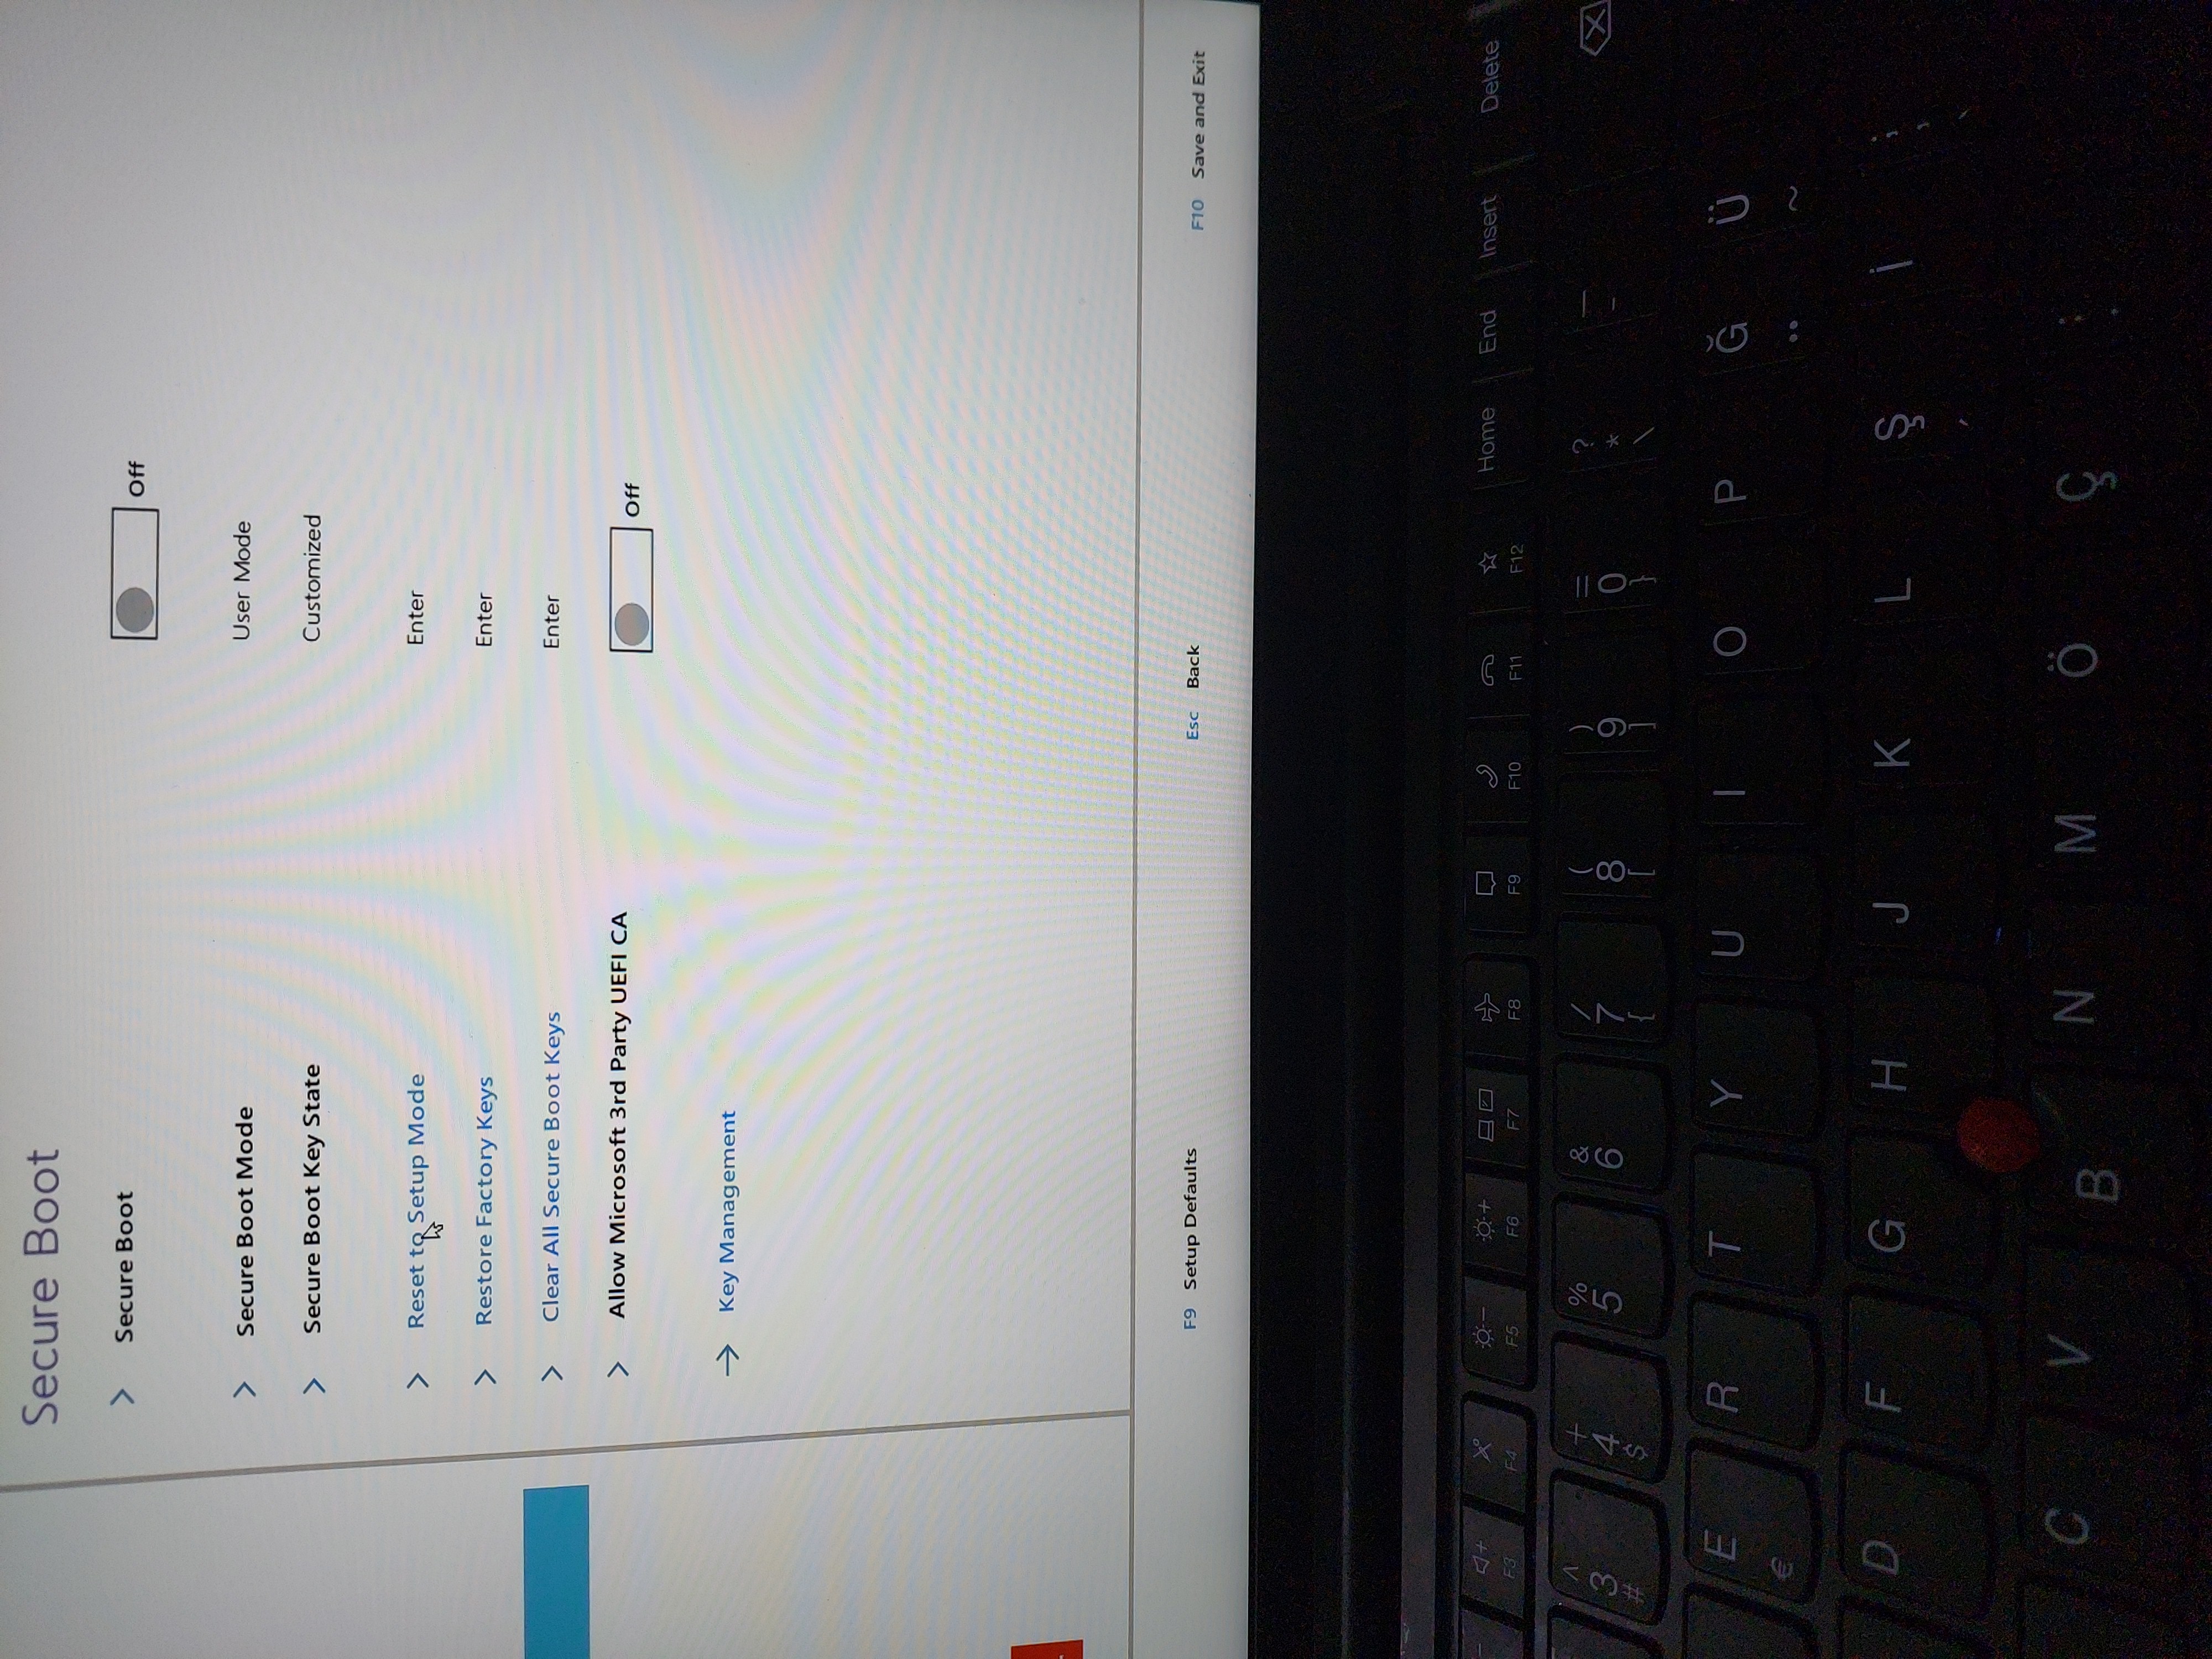 Secure Boot
Secure Boot Off
Secure Boot Mode User Mode
Secure Boot Key State Customized
Reset to Setup Mode Enter
Restore Factory Keys Enter
Clear All Secure Boot Keys Enter
Allow Microsoft 3rd Party UEFI CA Off
Key Management
F9 Setup Defaults Esc Back F10 Save and Exit
F3 F4 F5 F6 F7 F8 F9 F10 F11 F12 Home End Insert Delete
^ + % & / ( ) = ? _
3 4 5 6 7 8 9 0 * -
# $ { [ ] } \
E R T Y U I O P Ğ Ü
€ ¨ ~
D F G H J K L Ş İ ;
C V B N M Ö Ç :